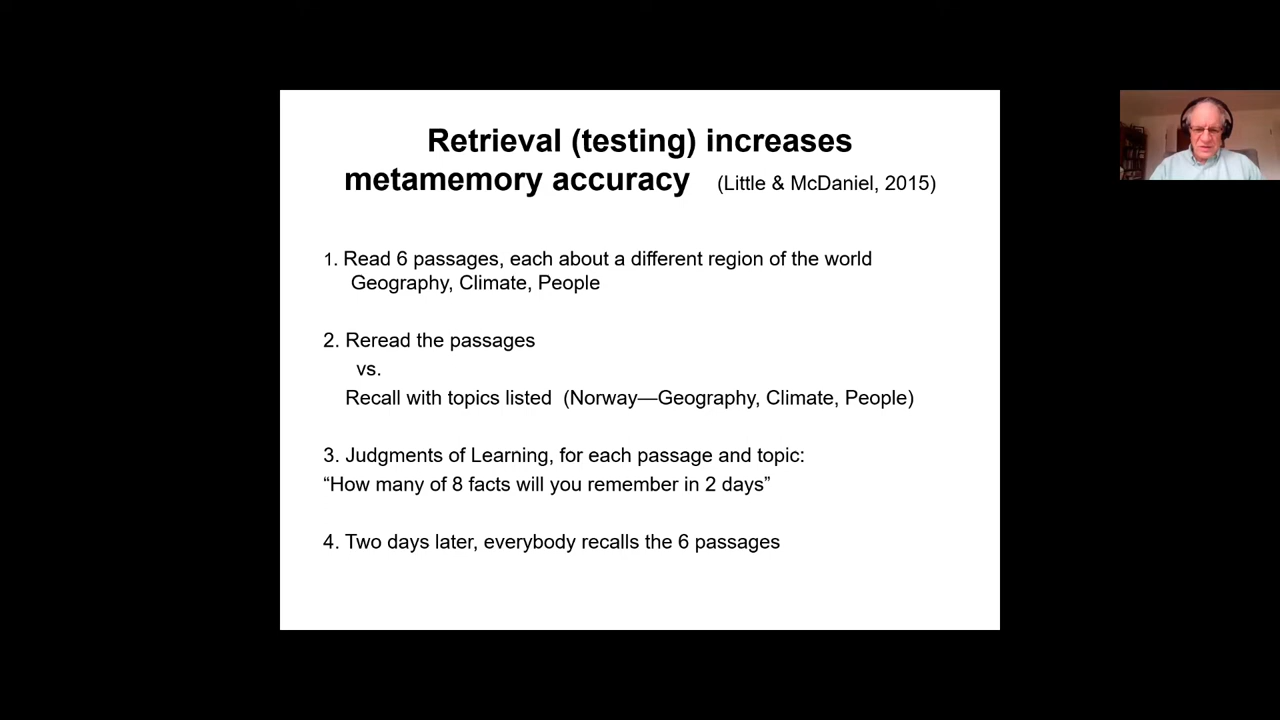 Retrieval (testing) increases
metamemory accuracy (Little & McDaniel, 2015)
1. Read 6 passages, each about a different region of the world
Geography, Climate, People
2. Reread the passages
vs.
Recall with topics listed (Norway—Geography, Climate, People)
3. Judgments of Learning, for each passage and topic:
“How many of 8 facts will you remember in 2 days”
4. Two days later, everybody recalls the 6 passages